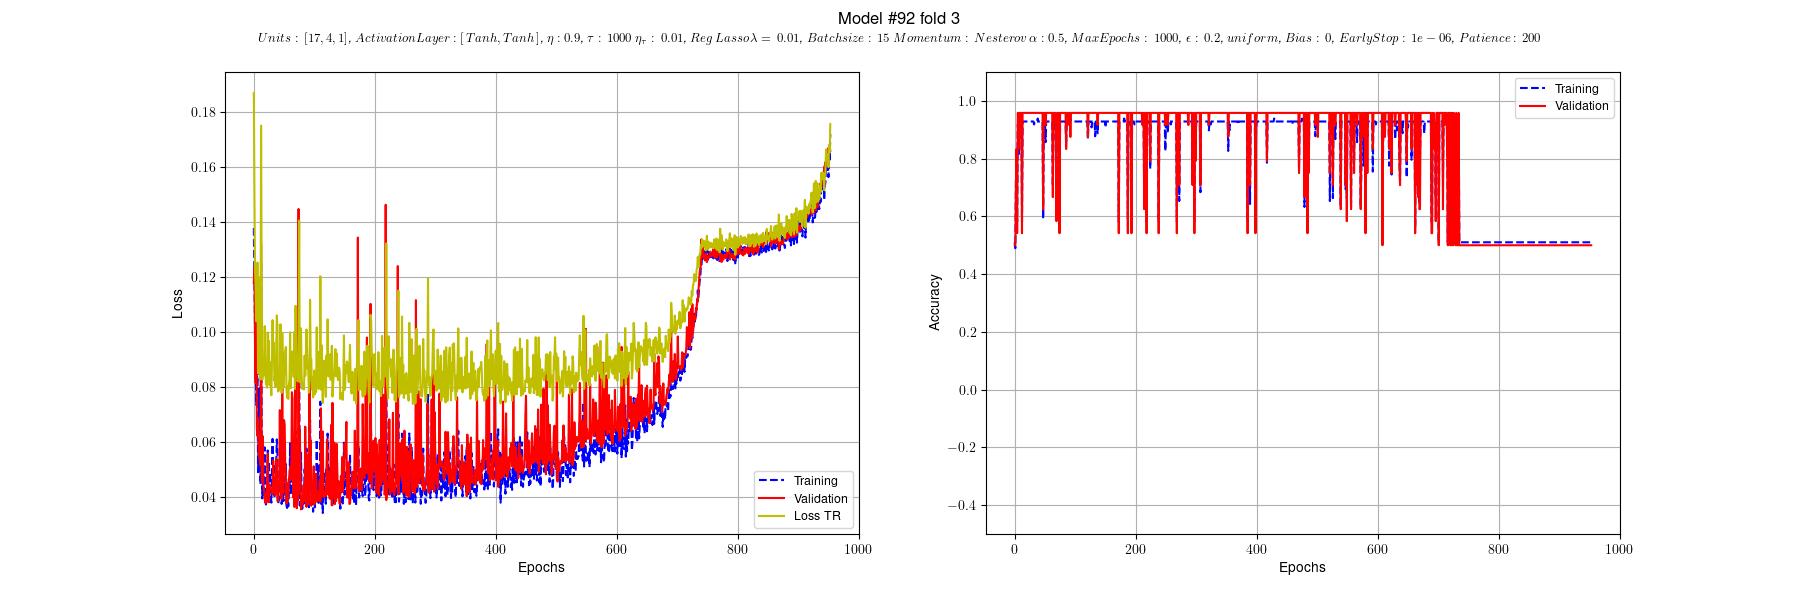 Model #92 fold 3
Units : [17, 4, 1], ActivationLayer : [Tanh, Tanh], η : 0.9, τ : 1000 η_τ : 0.01, Reg Lassoλ = 0.01, Batchsize : 15 Momentum : Nesterov α : 0.5, MaxEpochs : 1000, ϵ : 0.2, uniform, Bias : 0, EarlyStop : 1e − 06, Patience : 200
0.18
0.16
0.14
0.12
0.10
0.08
0.06
0.04
Loss
0 200 400 600 800 1000
Epochs
Training
Validation
Loss TR
1.0
0.8
0.6
0.4
0.2
0.0
−0.2
−0.4
Accuracy
0 200 400 600 800 1000
Epochs
Training
Validation